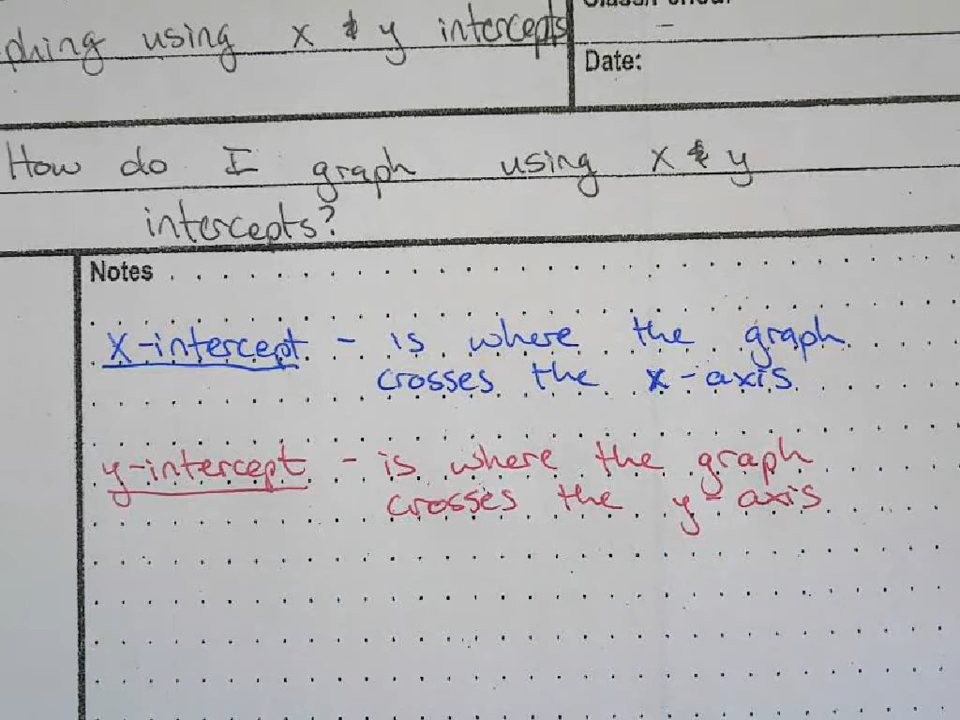 using x & y intercepts
Date:
How do I graph using x & y
intercepts?
Notes
x-intercept - is where the graph
crosses the x-axis
y-intercept - is where the graph
crosses the y-axis